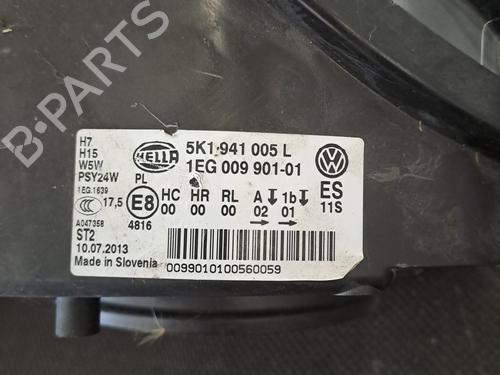 H7
H15
W5W
PSY24W
1EG.1639
CCC 17,5
A047358
ST2
10.07.2013
Made in Slovenia
HELLA
PL
E8
4816
5K1 941 005 L
1EG 009 901-01
HC HR RL A 1b
00 00 00 02 01
ES
11S
0099010100560059
B-PARTS